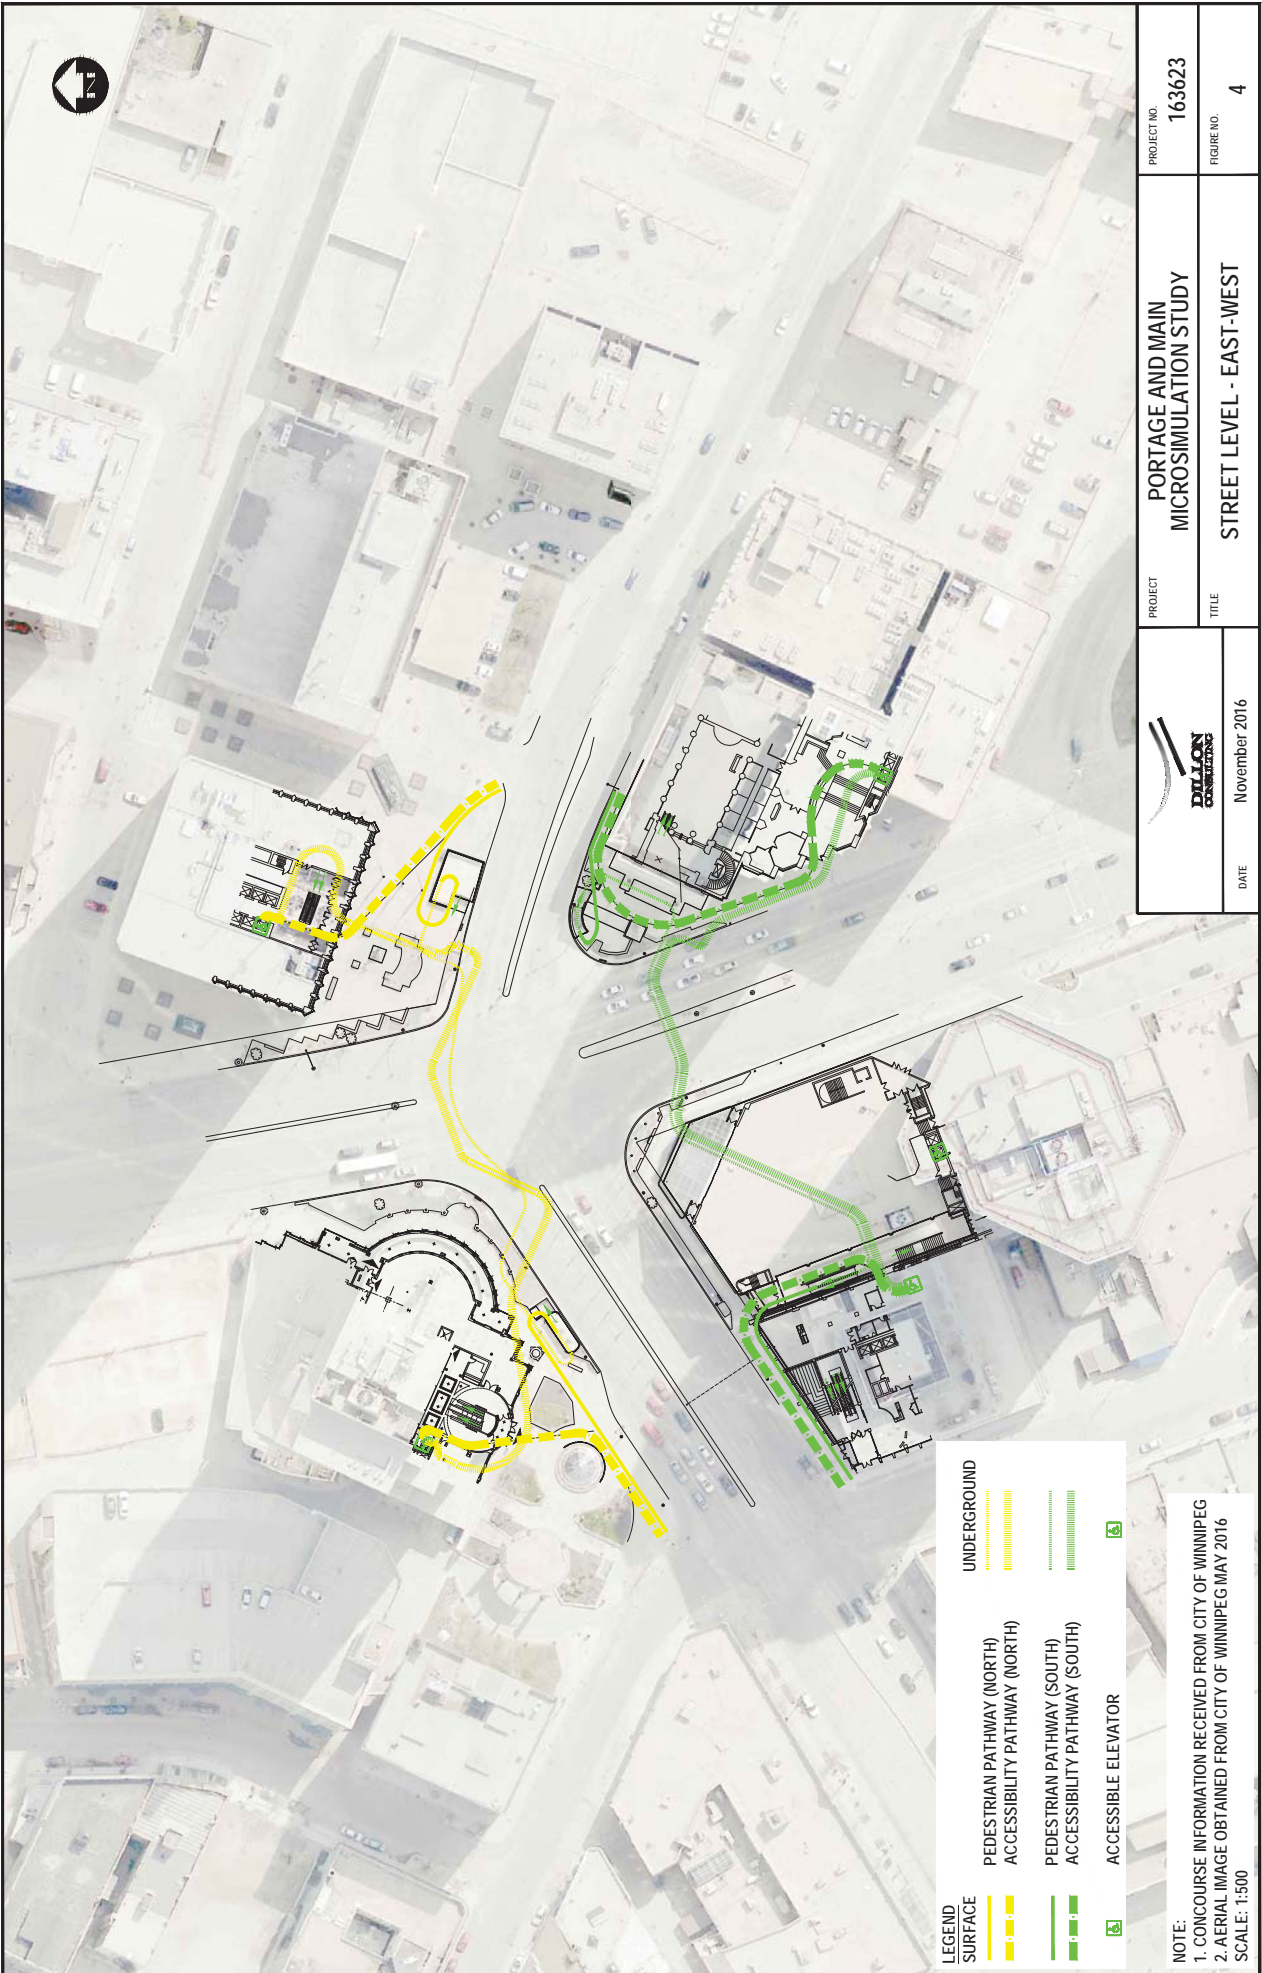 LEGEND
SURFACE
UNDERGROUND
PEDESTRIAN PATHWAY (NORTH)
ACCESSIBILITY PATHWAY (NORTH)
PEDESTRIAN PATHWAY (SOUTH)
ACCESSIBILITY PATHWAY (SOUTH)
ACCESSIBLE ELEVATOR
NOTE:
1. CONCOURSE INFORMATION RECEIVED FROM CITY OF WINNIPEG
2. AERIAL IMAGE OBTAINED FROM CITY OF WINNIPEG MAY 2016
SCALE: 1:500
DILLON
CONSULTING
DATE
November 2016
PROJECT
PORTAGE AND MAIN
MICROSIMULATION STUDY
TITLE
STREET LEVEL - EAST-WEST
PROJECT NO.
163623
FIGURE NO.
4